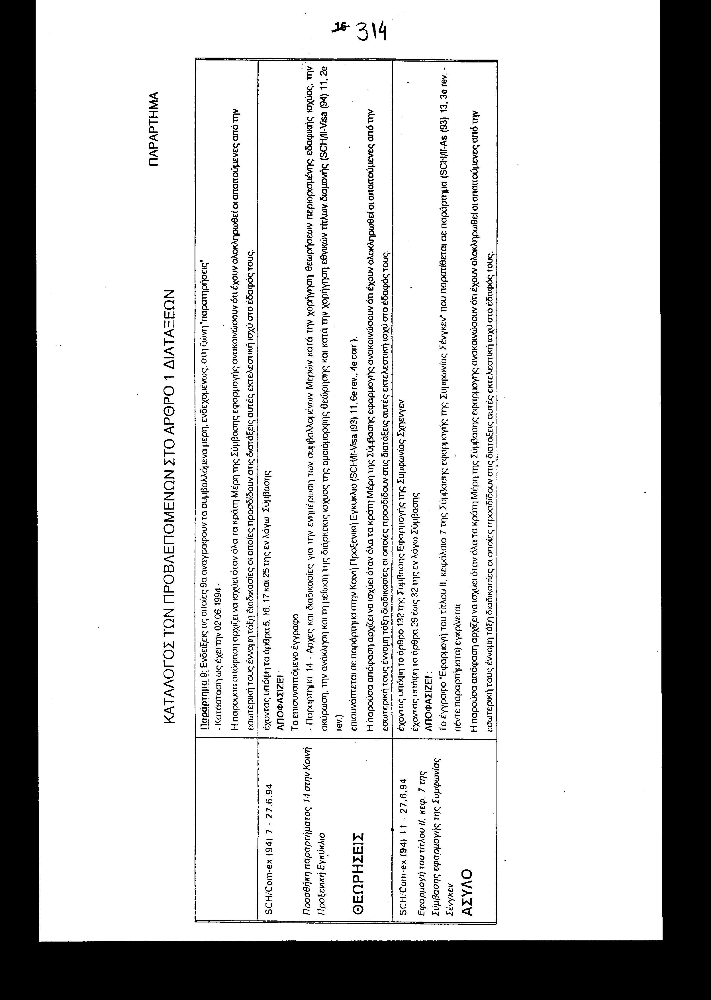 16 314
ΠΑΡΑΡΤΗΜΑ
ΚΑΤΑΛΟΓΟΣ ΤΩΝ ΠΡΟΒΛΕΠΟΜΕΝΩΝ ΣΤΟ ΑΡΘΡΟ 1 ΔΙΑΤΑΞΕΩΝ
Παράρτημα 9: Ενδείξεις τις οποίες θα αναγράφουν τα συμβαλλόμενα μέρη, ενδεχομένως, στη ζώνη "παρατηρήσεις"
- Κατάσταση ως έχει την 02.06.1994 -
Η παρούσα απόφαση αρχίζει να ισχύει όταν όλα τα κράτη Μέρη της Σύμβασης εφαρμογής ανακοινώσουν ότι έχουν ολοκληρωθεί οι απαιτούμενες από την
εσωτερική τους έννομη τάξη διαδικασίες οι οποίες προσδίδουν στις διατάξεις αυτές εκτελεστική ισχύ στο έδαφός τους.
SCH/Com-ex (94) 7 - 27.6.94
Προσθήκη παραρτήματος 14 στην Κοινή
Προξενική Εγκύκλιο
ΘΕΩΡΗΣΕΙΣ
έχοντας υπόψη τα άρθρα 5, 16, 17 και 25 της εν λόγω Σύμβασης
ΑΠΟΦΑΣΙΖΕΙ :
Το επισυναπτόμενο έγγραφο
- Παράρτημα 14 - Αρχές και διαδικασίες για την ενημέρωση των συμβαλλομένων Μερών κατά την χορήγηση θεωρήσεων περιορισμένης εδαφικής ισχύος, την
ακύρωση, την ανάκληση και τη μείωση της διάρκειας ισχύος της ομοιόμορφης θεώρησης και κατά την χορήγηση εθνικών τίτλων διαμονής (SCH/II-Visa (94) 11, 2e
rev.)
επισυνάπτεται σε παράρτημα στην Κοινή Προξενική Εγκύκλιο (SCH/II-Visa (93) 11, 6e rev., 4e corr.).
Η παρούσα απόφαση αρχίζει να ισχύει όταν όλα τα κράτη Μέρη της Σύμβασης εφαρμογής ανακοινώσουν ότι έχουν ολοκληρωθεί οι απαιτούμενες από την
εσωτερική τους έννομη τάξη διαδικασίες οι οποίες προσδίδουν στις διατάξεις αυτές εκτελεστική ισχύ στο έδαφός τους.
SCH/Com-ex (94) 11 - 27.6.94
Εφαρμογή του τίτλου II, κεφ. 7 της
Σύμβασης εφαρμογής της Συμφωνίας
Σένγκεν
ΑΣΥΛΟ
έχοντας υπόψη το άρθρο 132 της Σύμβασης Εφαρμογής της Συμφωνίας Σχηενγεν
έχοντας υπόψη τα άρθρα 29 έως 32 της εν λόγω Σύμβασης
ΑΠΟΦΑΣΙΖΕΙ :
Το έγγραφο "Εφαρμογή του τίτλου II, κεφάλαιο 7 της Σύμβασης εφαρμογής της Συμφωνίας Σένγκεν" που παρατίθεται σε παράρτημα (SCH/II-As (93) 13, 3e rev. -
πέντε παραρτήματα) εγκρίνεται
Η παρούσα απόφαση αρχίζει να ισχύει όταν όλα τα κράτη Μέρη της Σύμβασης εφαρμογής ανακοινώσουν ότι έχουν ολοκληρωθεί οι απαιτούμενες από την
εσωτερική τους έννομη τάξη διαδικασίες οι οποίες προσδίδουν στις διατάξεις αυτές εκτελεστική ισχύ στο έδαφός τους.